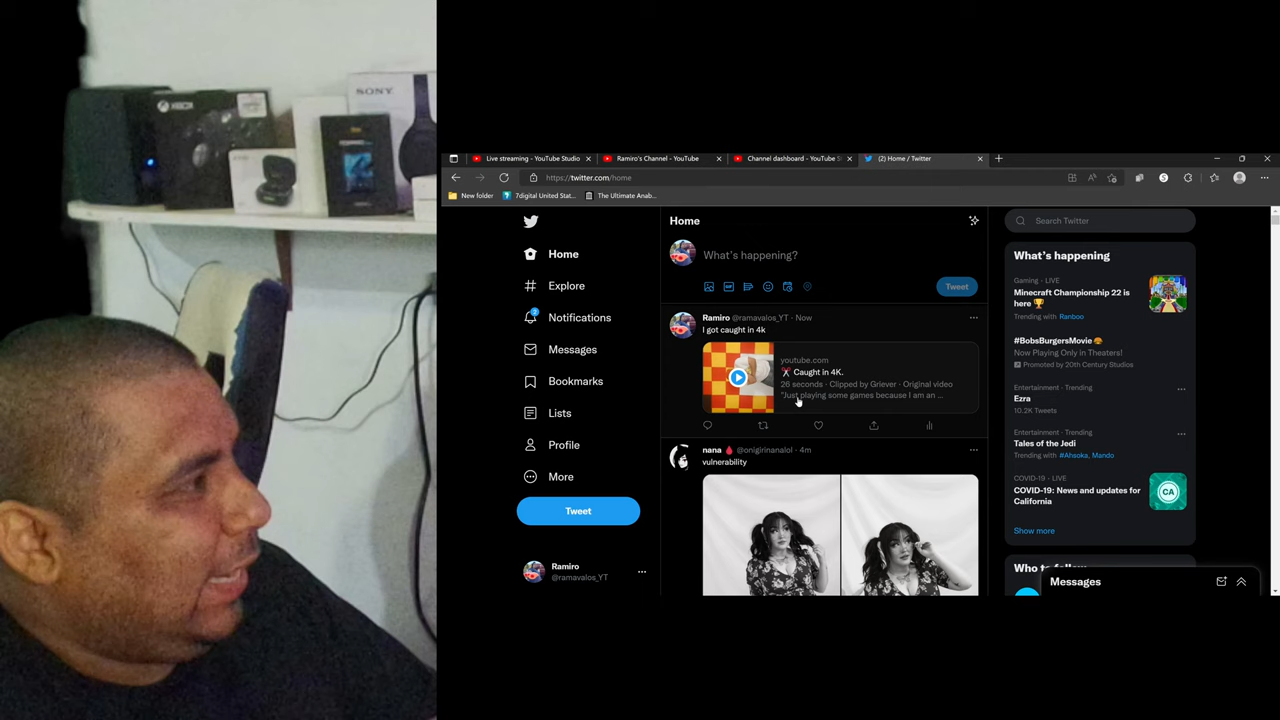 SONY
XBOX
Live streaming - YouTube Studio
Ramiro's Channel - YouTube
Channel dashboard - YouTube S
(2) Home / Twitter
https://twitter.com/home
New folder
7digital United Stat...
The Ultimate Anab...
Home
Explore
2
Notifications
Messages
Bookmarks
Lists
Profile
More
Tweet
Ramiro
@ramavalos_YT
Home
What's happening?
Tweet
Ramiro @ramavalos_YT · Now
I got caught in 4k
youtube.com
✂️ Caught in 4K.
26 seconds · Clipped by Griever · Original video
"Just playing some games because I am an ...
nana 🩸 @onigirinanalol · 4m
vulnerability
Search Twitter
What's happening
Gaming · LIVE
Minecraft Championship 22 is
here 🏆
Trending with Ranboo
#BobsBurgersMovie 🍔
Now Playing Only in Theaters!
Promoted by 20th Century Studios
Entertainment · Trending
Ezra
10.2K Tweets
Entertainment · Trending
Tales of the Jedi
Trending with #Ahsoka, Mando
COVID-19 · LIVE
COVID-19: News and updates for
California
CA
Show more
Who to follow
Messages